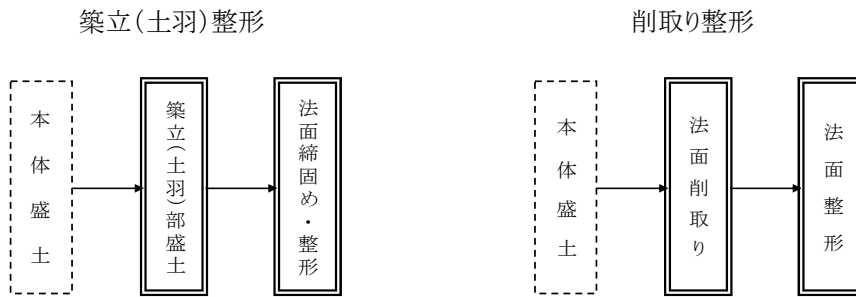 築立(土羽)整形
本体盛土
築立(土羽)部盛土
法面締固め・整形
削取り整形
本体盛土
法面削取り
法面整形